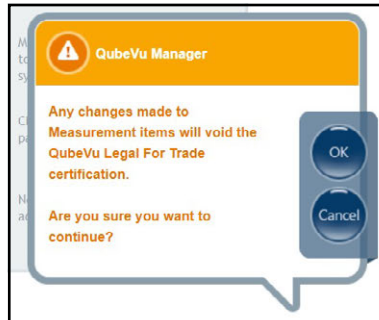 QubeVu Manager
Any changes made to
Measurement items will void the
QubeVu Legal For Trade
certification.
Are you sure you want to
continue?
OK
Cancel